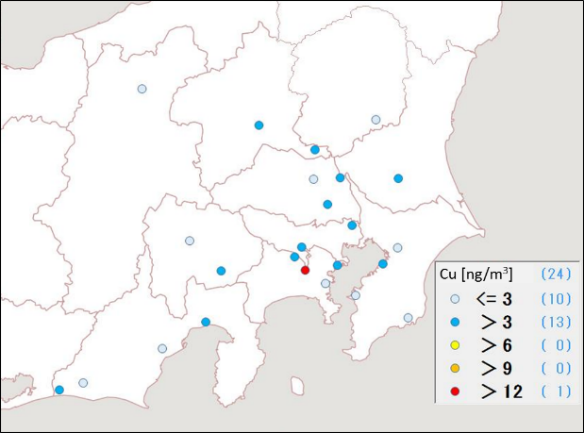 Cu [ng/m³] (24)
<= 3 (10)
> 3 (13)
> 6 ( 0)
> 9 ( 0)
> 12 ( 1)